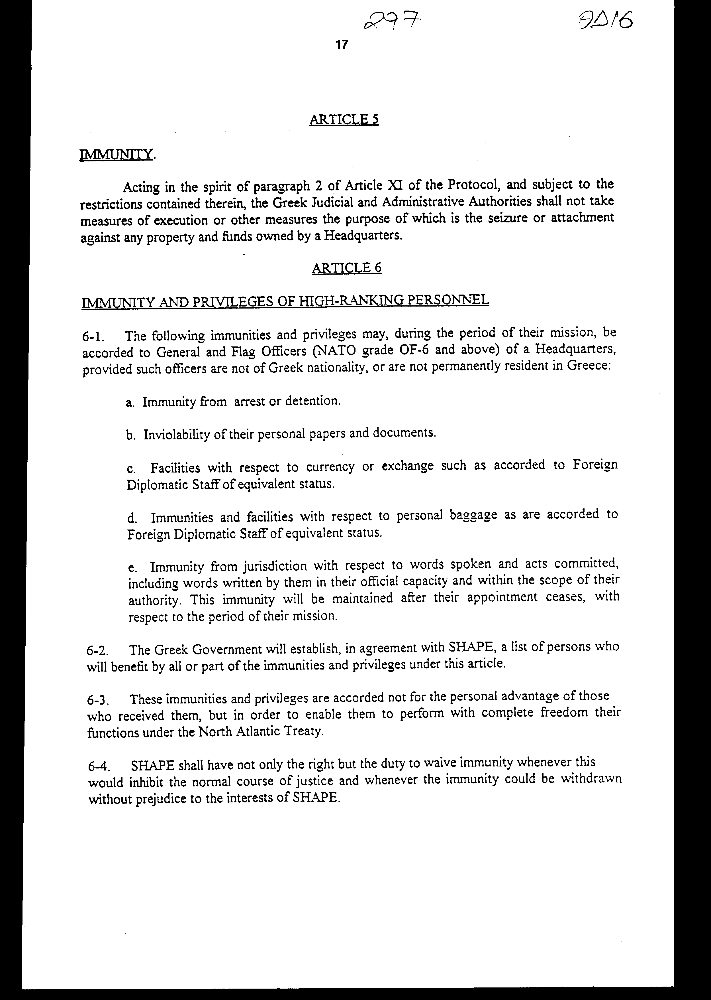 297
9Δ16
17
ARTICLE 5
IMMUNITY.
Acting in the spirit of paragraph 2 of Article XI of the Protocol, and subject to the
restrictions contained therein, the Greek Judicial and Administrative Authorities shall not take
measures of execution or other measures the purpose of which is the seizure or attachment
against any property and funds owned by a Headquarters.
ARTICLE 6
IMMUNITY AND PRIVILEGES OF HIGH-RANKING PERSONNEL
6-1. The following immunities and privileges may, during the period of their mission, be
accorded to General and Flag Officers (NATO grade OF-6 and above) of a Headquarters,
provided such officers are not of Greek nationality, or are not permanently resident in Greece:
a. Immunity from arrest or detention.
b. Inviolability of their personal papers and documents.
c. Facilities with respect to currency or exchange such as accorded to Foreign
Diplomatic Staff of equivalent status.
d. Immunities and facilities with respect to personal baggage as are accorded to
Foreign Diplomatic Staff of equivalent status.
e. Immunity from jurisdiction with respect to words spoken and acts committed,
including words written by them in their official capacity and within the scope of their
authority. This immunity will be maintained after their appointment ceases, with
respect to the period of their mission.
6-2. The Greek Government will establish, in agreement with SHAPE, a list of persons who
will benefit by all or part of the immunities and privileges under this article.
6-3. These immunities and privileges are accorded not for the personal advantage of those
who received them, but in order to enable them to perform with complete freedom their
functions under the North Atlantic Treaty.
6-4. SHAPE shall have not only the right but the duty to waive immunity whenever this
would inhibit the normal course of justice and whenever the immunity could be withdrawn
without prejudice to the interests of SHAPE.